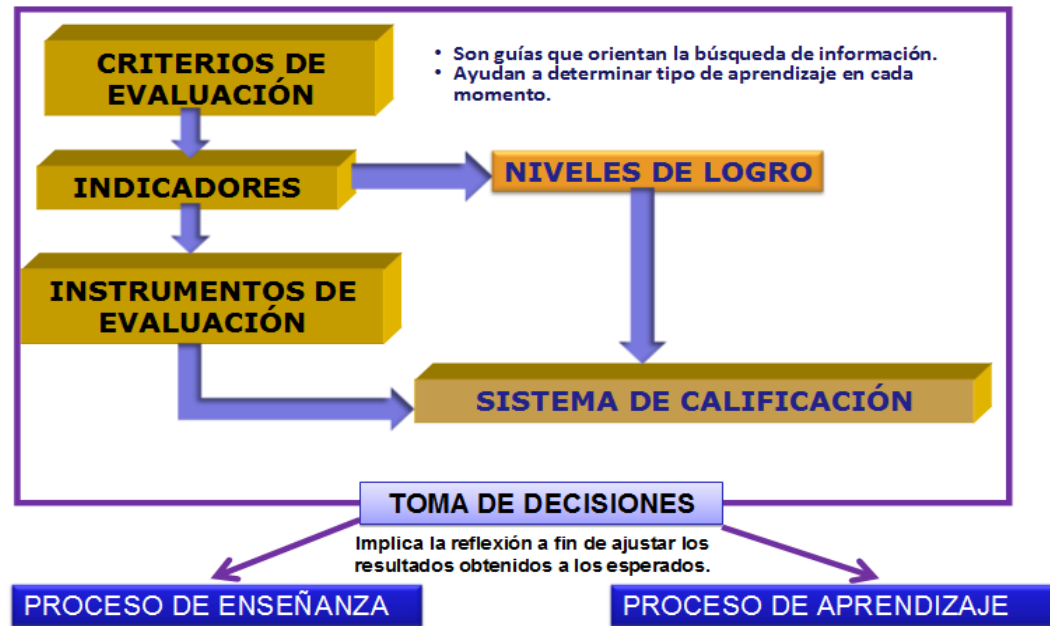 CRITERIOS DE
EVALUACIÓN
• Son guías que orientan la búsqueda de información.
• Ayudan a determinar tipo de aprendizaje en cada
momento.
INDICADORES
NIVELES DE LOGRO
INSTRUMENTOS DE
EVALUACIÓN
SISTEMA DE CALIFICACIÓN
TOMA DE DECISIONES
Implica la reflexión a fin de ajustar los
resultados obtenidos a los esperados.
PROCESO DE ENSEÑANZA
PROCESO DE APRENDIZAJE